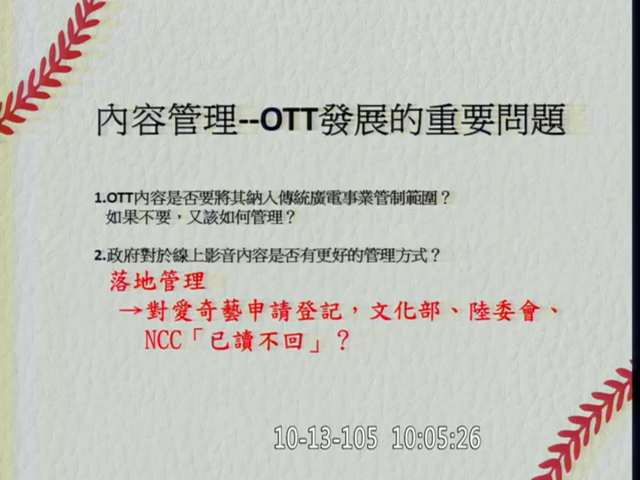 內容管理--OTT發展的重要問題
1.OTT內容是否要將其納入傳統廣電事業管制範圍？
如果不要，又該如何管理？
2.政府對於線上影音內容是否有更好的管理方式？
落地管理
→對愛奇藝申請登記，文化部、陸委會、
NCC「已讀不回」？
10-13-105 10:05:26